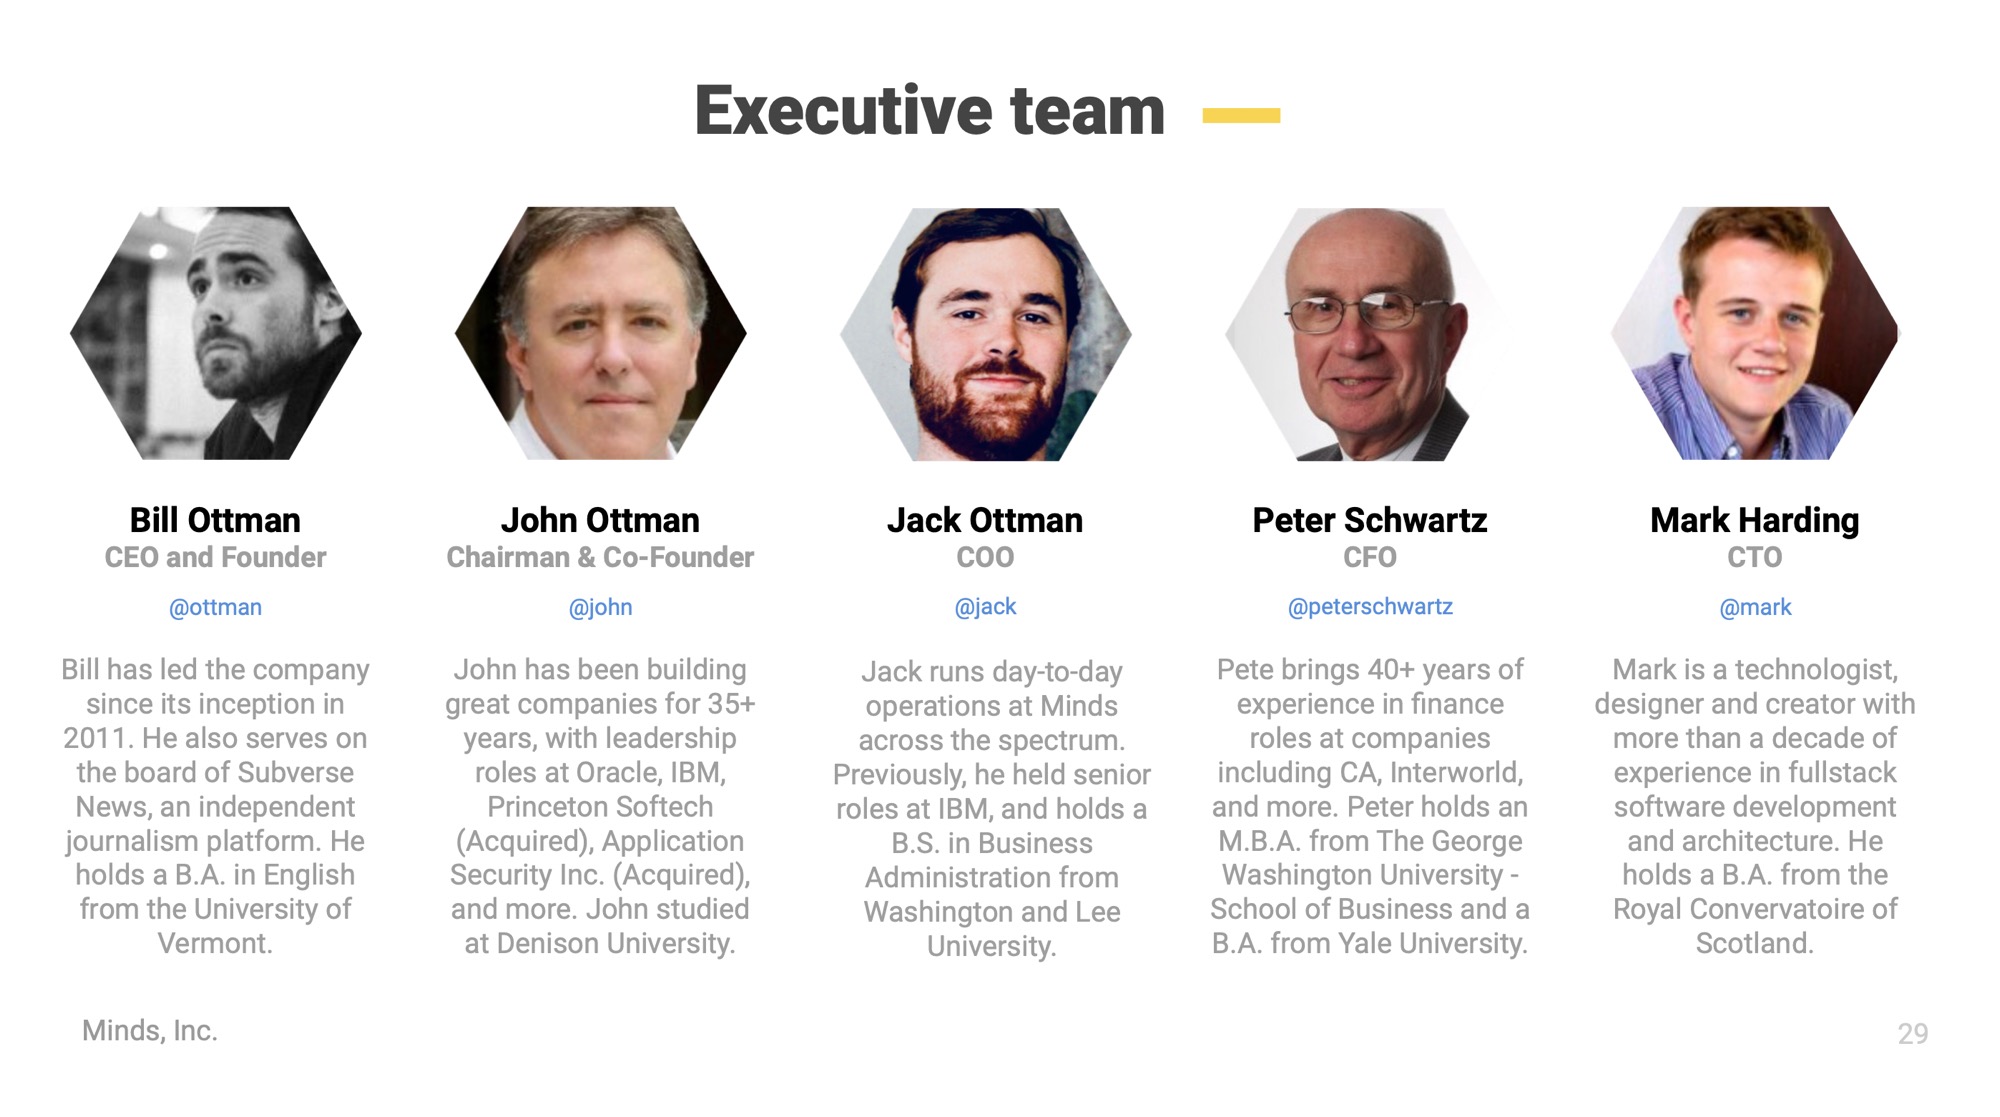 Executive team
Bill Ottman
CEO and Founder
@ottman
Bill has led the company
since its inception in
2011. He also serves on
the board of Subverse
News, an independent
journalism platform. He
holds a B.A. in English
from the University of
Vermont.
John Ottman
Chairman & Co-Founder
@john
John has been building
great companies for 35+
years, with leadership
roles at Oracle, IBM,
Princeton Softech
(Acquired), Application
Security Inc. (Acquired),
and more. John studied
at Denison University.
Jack Ottman
COO
@jack
Jack runs day-to-day
operations at Minds
across the spectrum.
Previously, he held senior
roles at IBM, and holds a
B.S. in Business
Administration from
Washington and Lee
University.
Peter Schwartz
CFO
@peterschwartz
Pete brings 40+ years of
experience in finance
roles at companies
including CA, Interworld,
and more. Peter holds an
M.B.A. from The George
Washington University -
School of Business and a
B.A. from Yale University.
Mark Harding
CTO
@mark
Mark is a technologist,
designer and creator with
more than a decade of
experience in fullstack
software development
and architecture. He
holds a B.A. from the
Royal Convervatoire of
Scotland.
Minds, Inc.
29